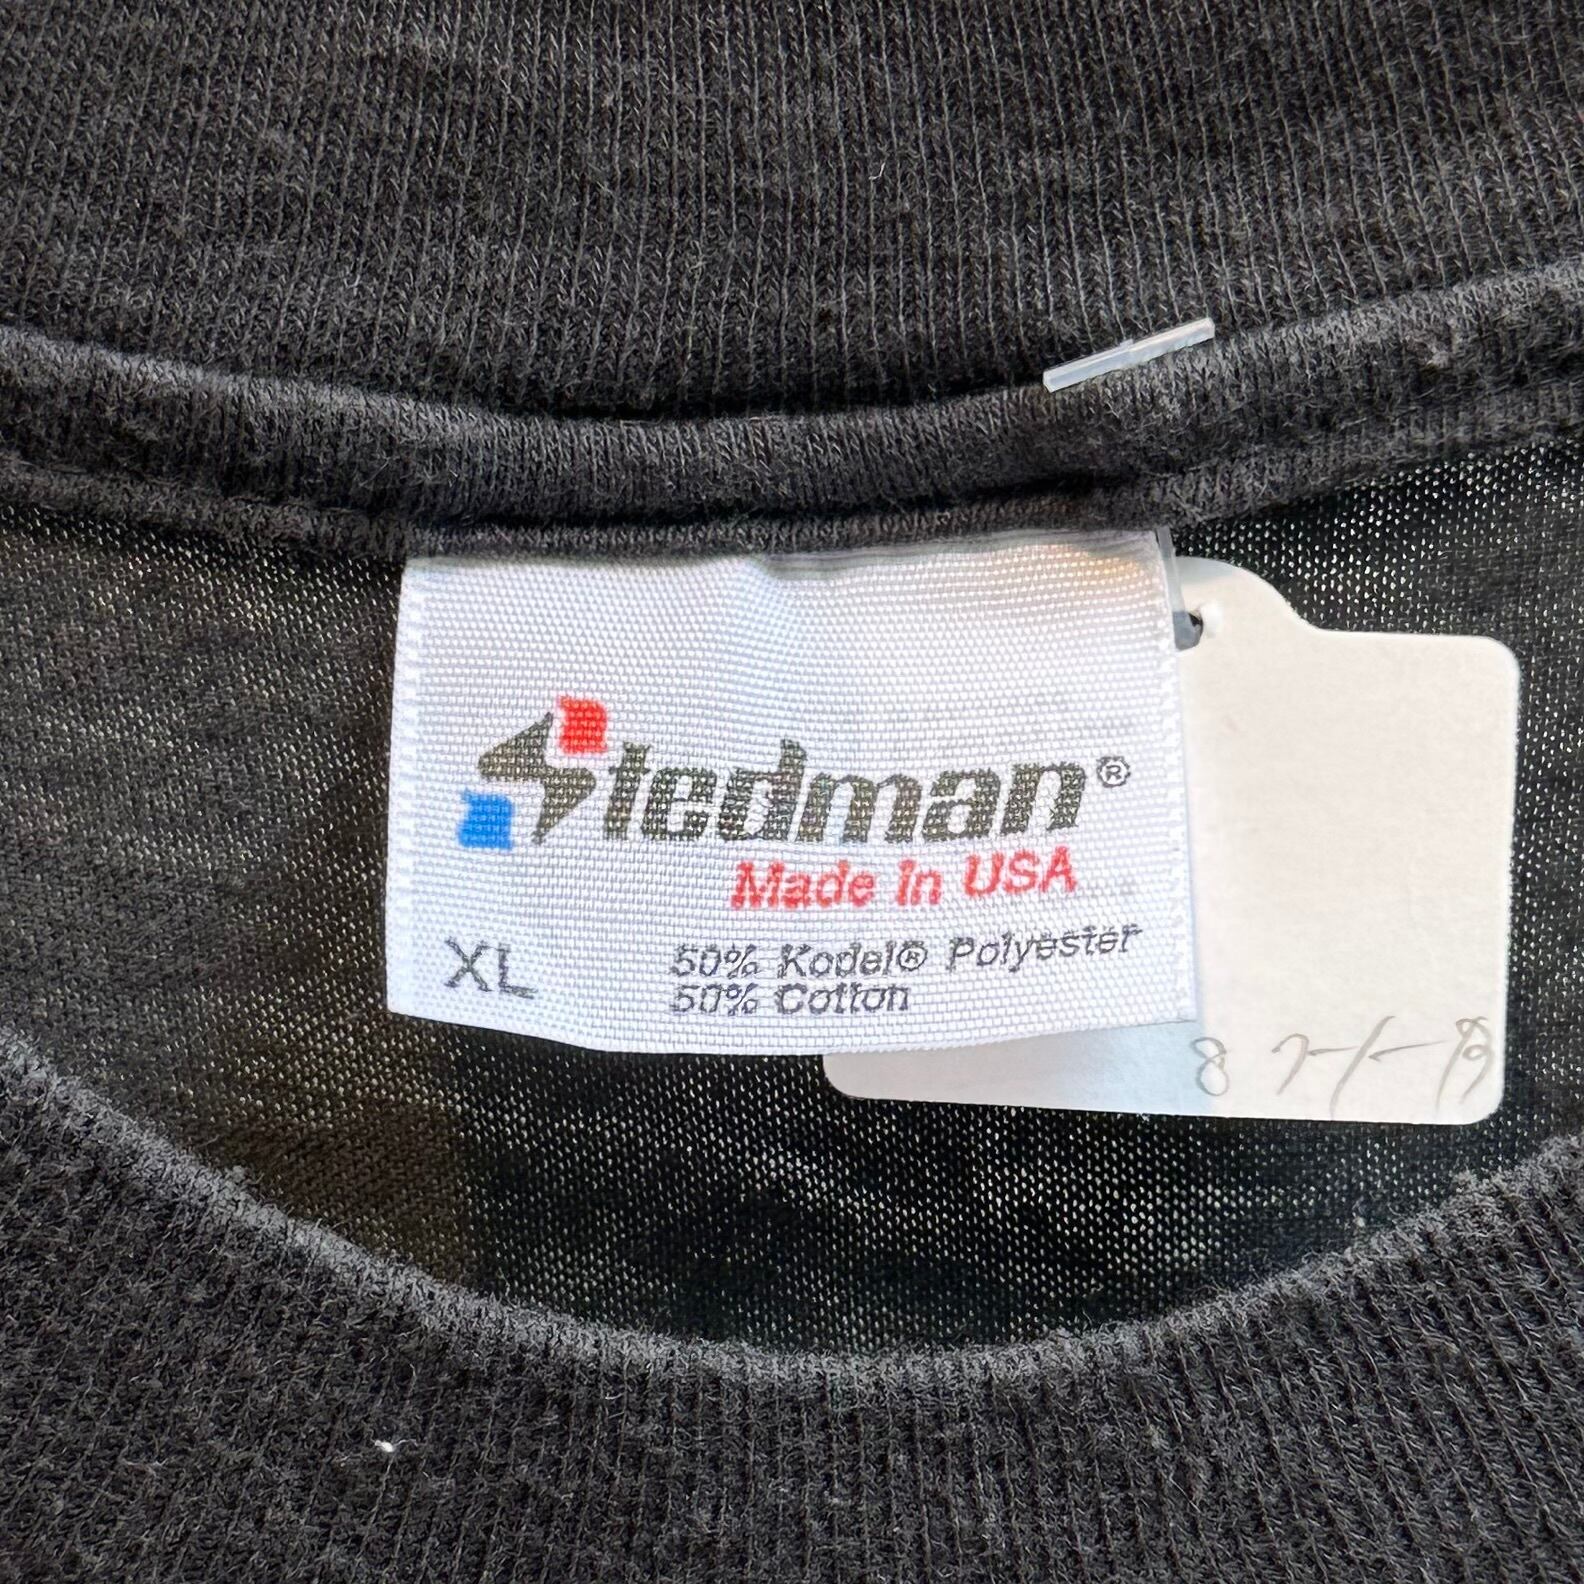 Stedman®
Made In USA
XL
50% Kodel® Polyester
50% Cotton